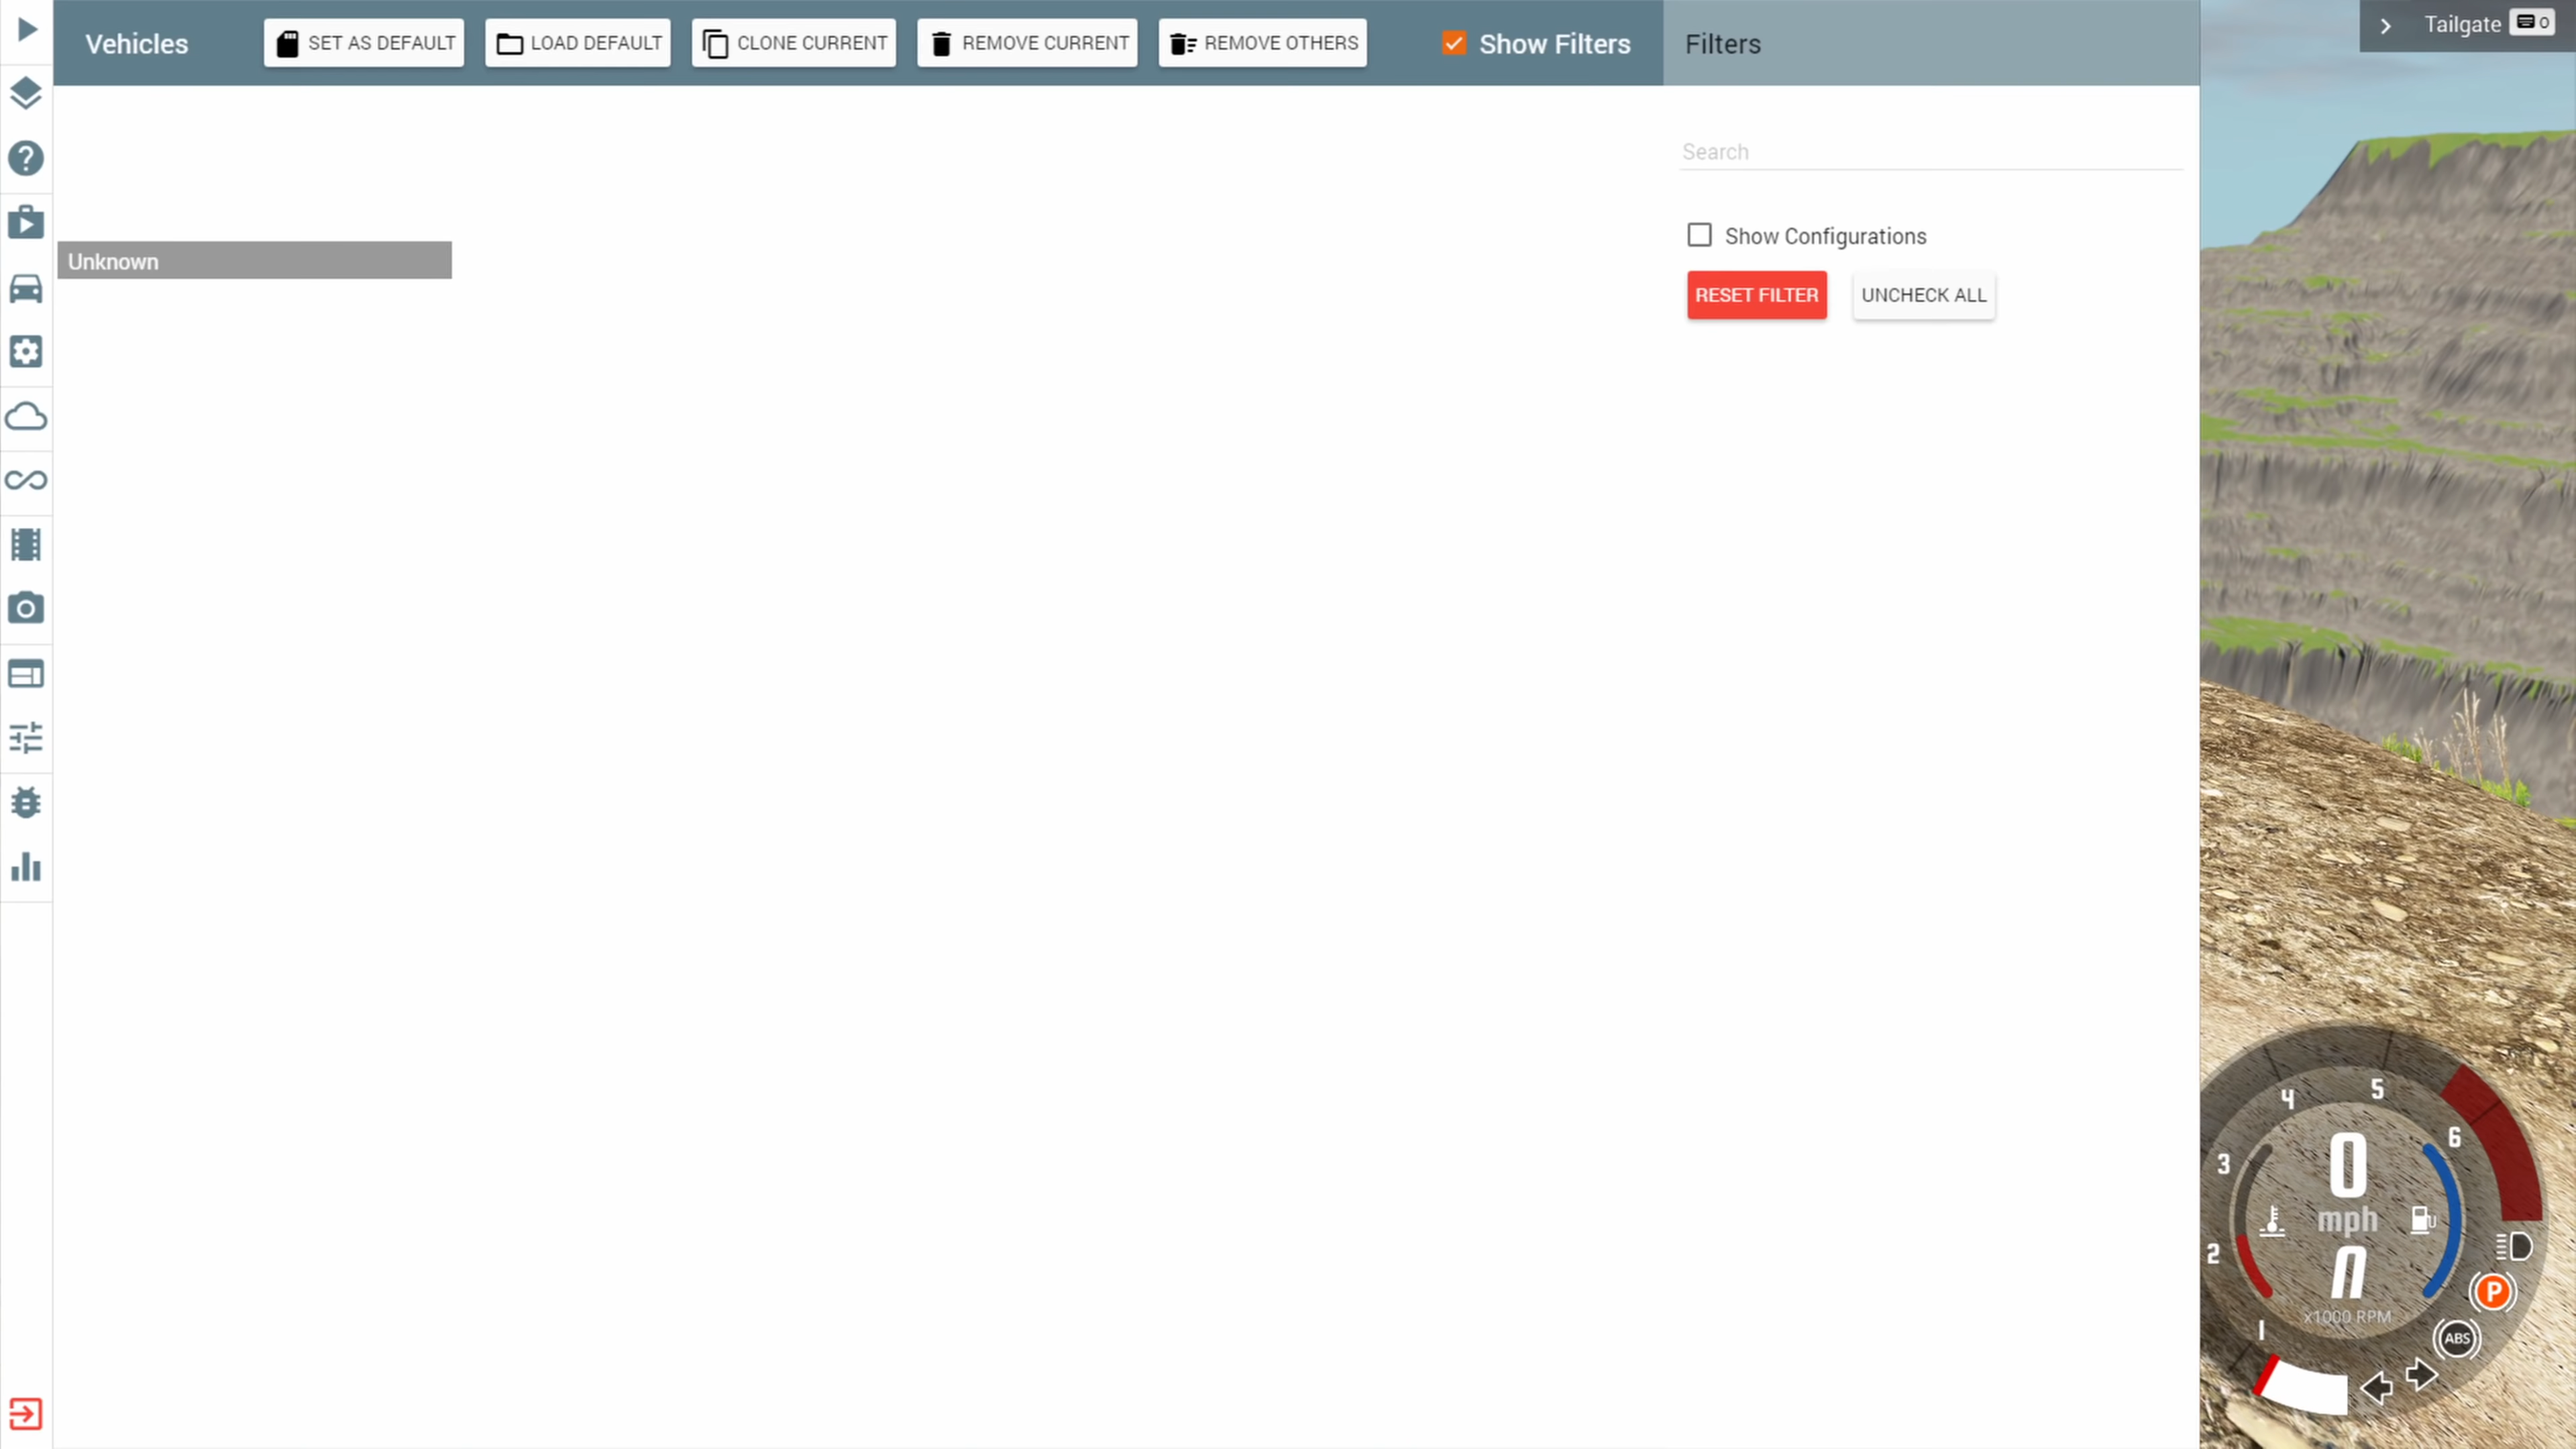 Vehicles
SET AS DEFAULT
LOAD DEFAULT
CLONE CURRENT
REMOVE CURRENT
REMOVE OTHERS
Show Filters
Filters
Tailgate
0
Search
Show Configurations
Unknown
RESET FILTER
UNCHECK ALL
1
2
3
4
5
6
0
mph
n
x1000 RPM
P
ABS